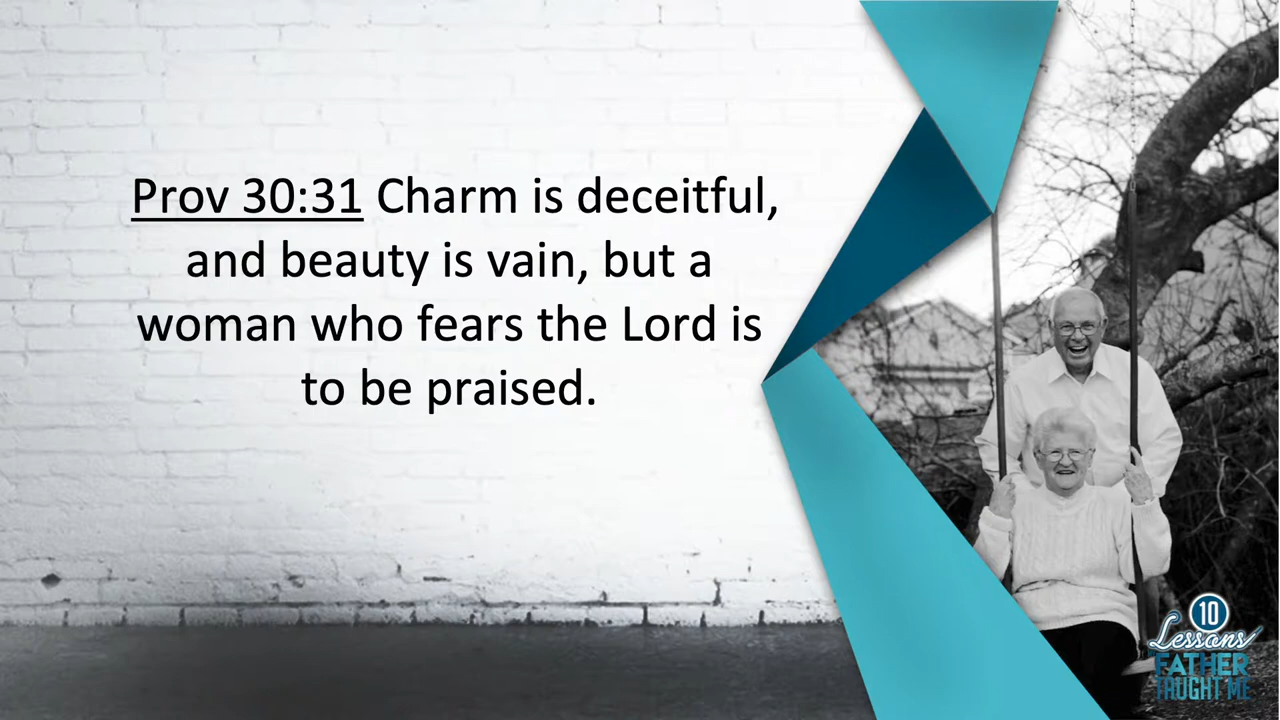 Prov 30:31 Charm is deceitful,
and beauty is vain, but a
woman who fears the Lord is
to be praised.
10
Lessons
FATHER
TAUGHT ME